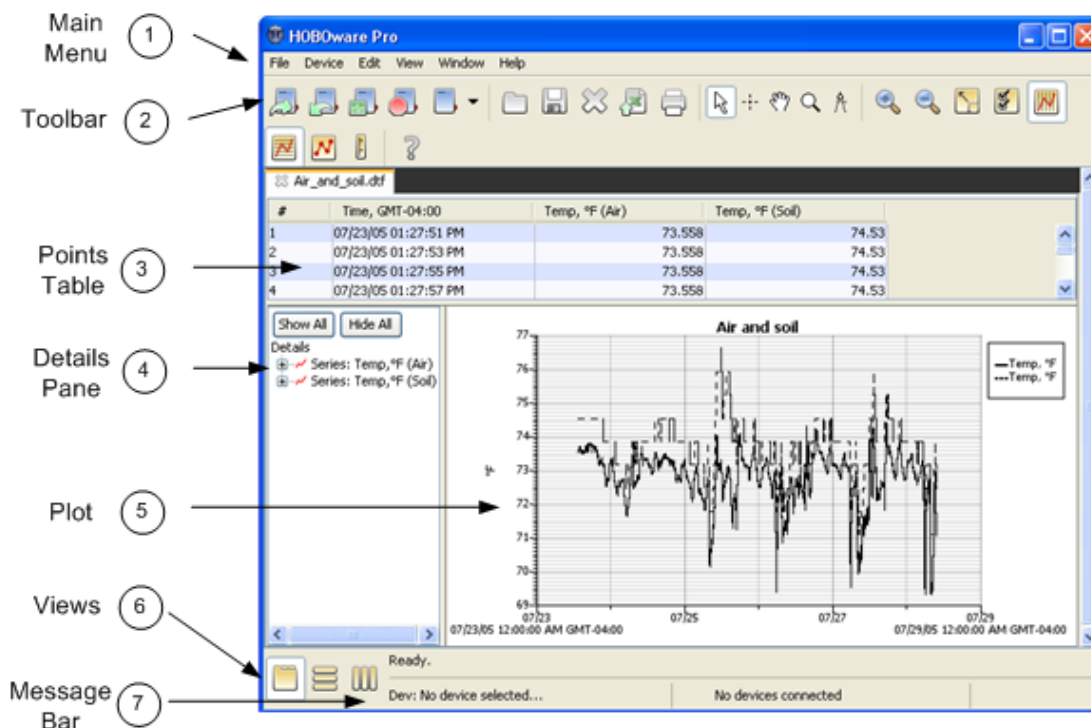 Main
Menu
1
Toolbar
2
Points
Table
3
Details
Pane
4
Plot
5
Views
6
Message
Bar
7
HOBOware Pro
File Device Edit View Window Help
Air_and_soil.dtf
# Time, GMT-04:00 Temp, °F (Air) Temp, °F (Soil)
1 07/23/05 01:27:51 PM 73.558 74.53
2 07/23/05 01:27:53 PM 73.558 74.53
3 07/23/05 01:27:55 PM 73.558 74.53
4 07/23/05 01:27:57 PM 73.558 74.53
Show All Hide All
Details
Series: Temp,°F (Air)
Series: Temp,°F (Soil)
Air and soil
77
76
75
74
73
72
71
70
69
°F
07/23 07/25 07/27 07/29
07/23/05 12:00:00 AM GMT-04:00 07/29/05 12:00:00 AM GMT-04:00
Temp, °F
Temp, °F
Ready.
Dev: No device selected... No devices connected